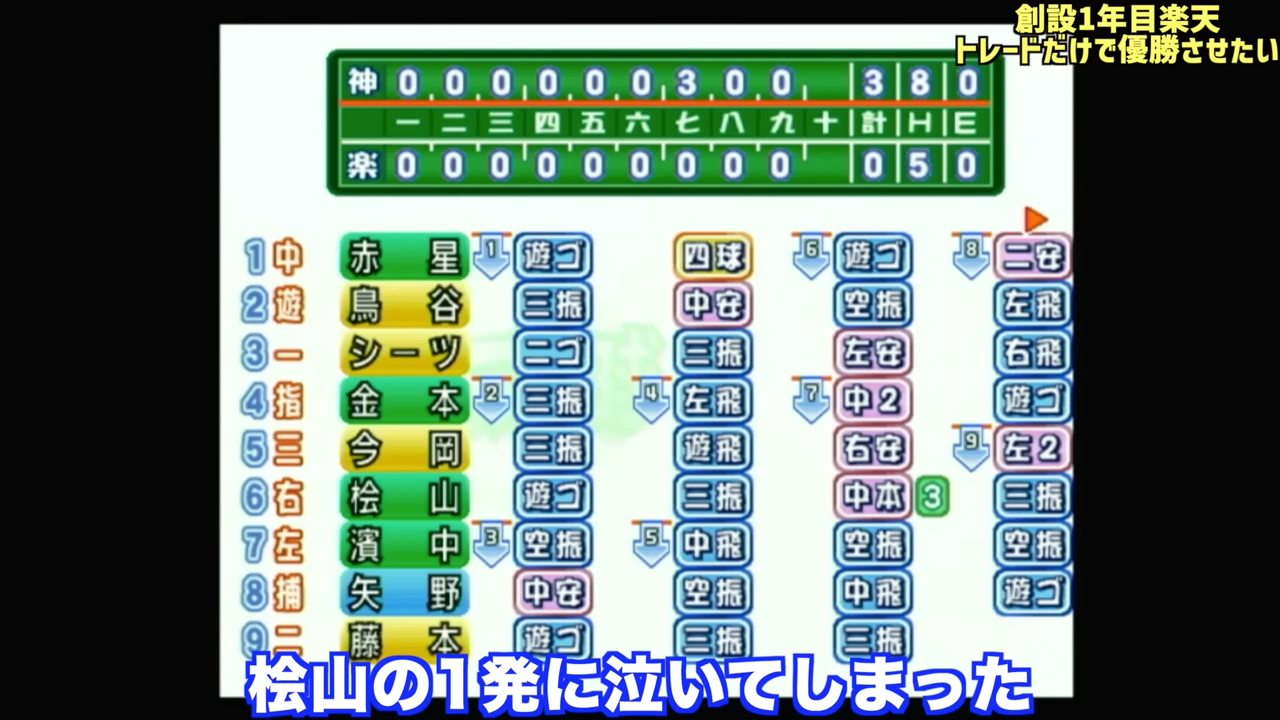 創設1年目楽天
トレードだけで優勝させたい
神 0 0 0 0 0 0 3 0 0 3 8 0
一 二 三 四 五 六 七 八 九 十 計 H E
楽 0 0 0 0 0 0 0 0 0 0 5 0
1 中 赤星 1 遊ゴ 四球 6 遊ゴ 8 二安
2 遊 鳥谷 三振 中安 空振 左飛
3 一 シーツ 二ゴ 三振 左安 右飛
4 指 金本 2 三振 4 左飛 7 中2 遊ゴ
5 三 今岡 三振 遊飛 右安 9 左2
6 右 桧山 遊ゴ 三振 中本 3 三振
7 左 濱中 3 空振 5 中飛 空振 空振
8 捕 矢野 中安 空振 中飛 遊ゴ
9 二 藤本 遊ゴ 三振 三振
桧山の1発に泣いてしまった